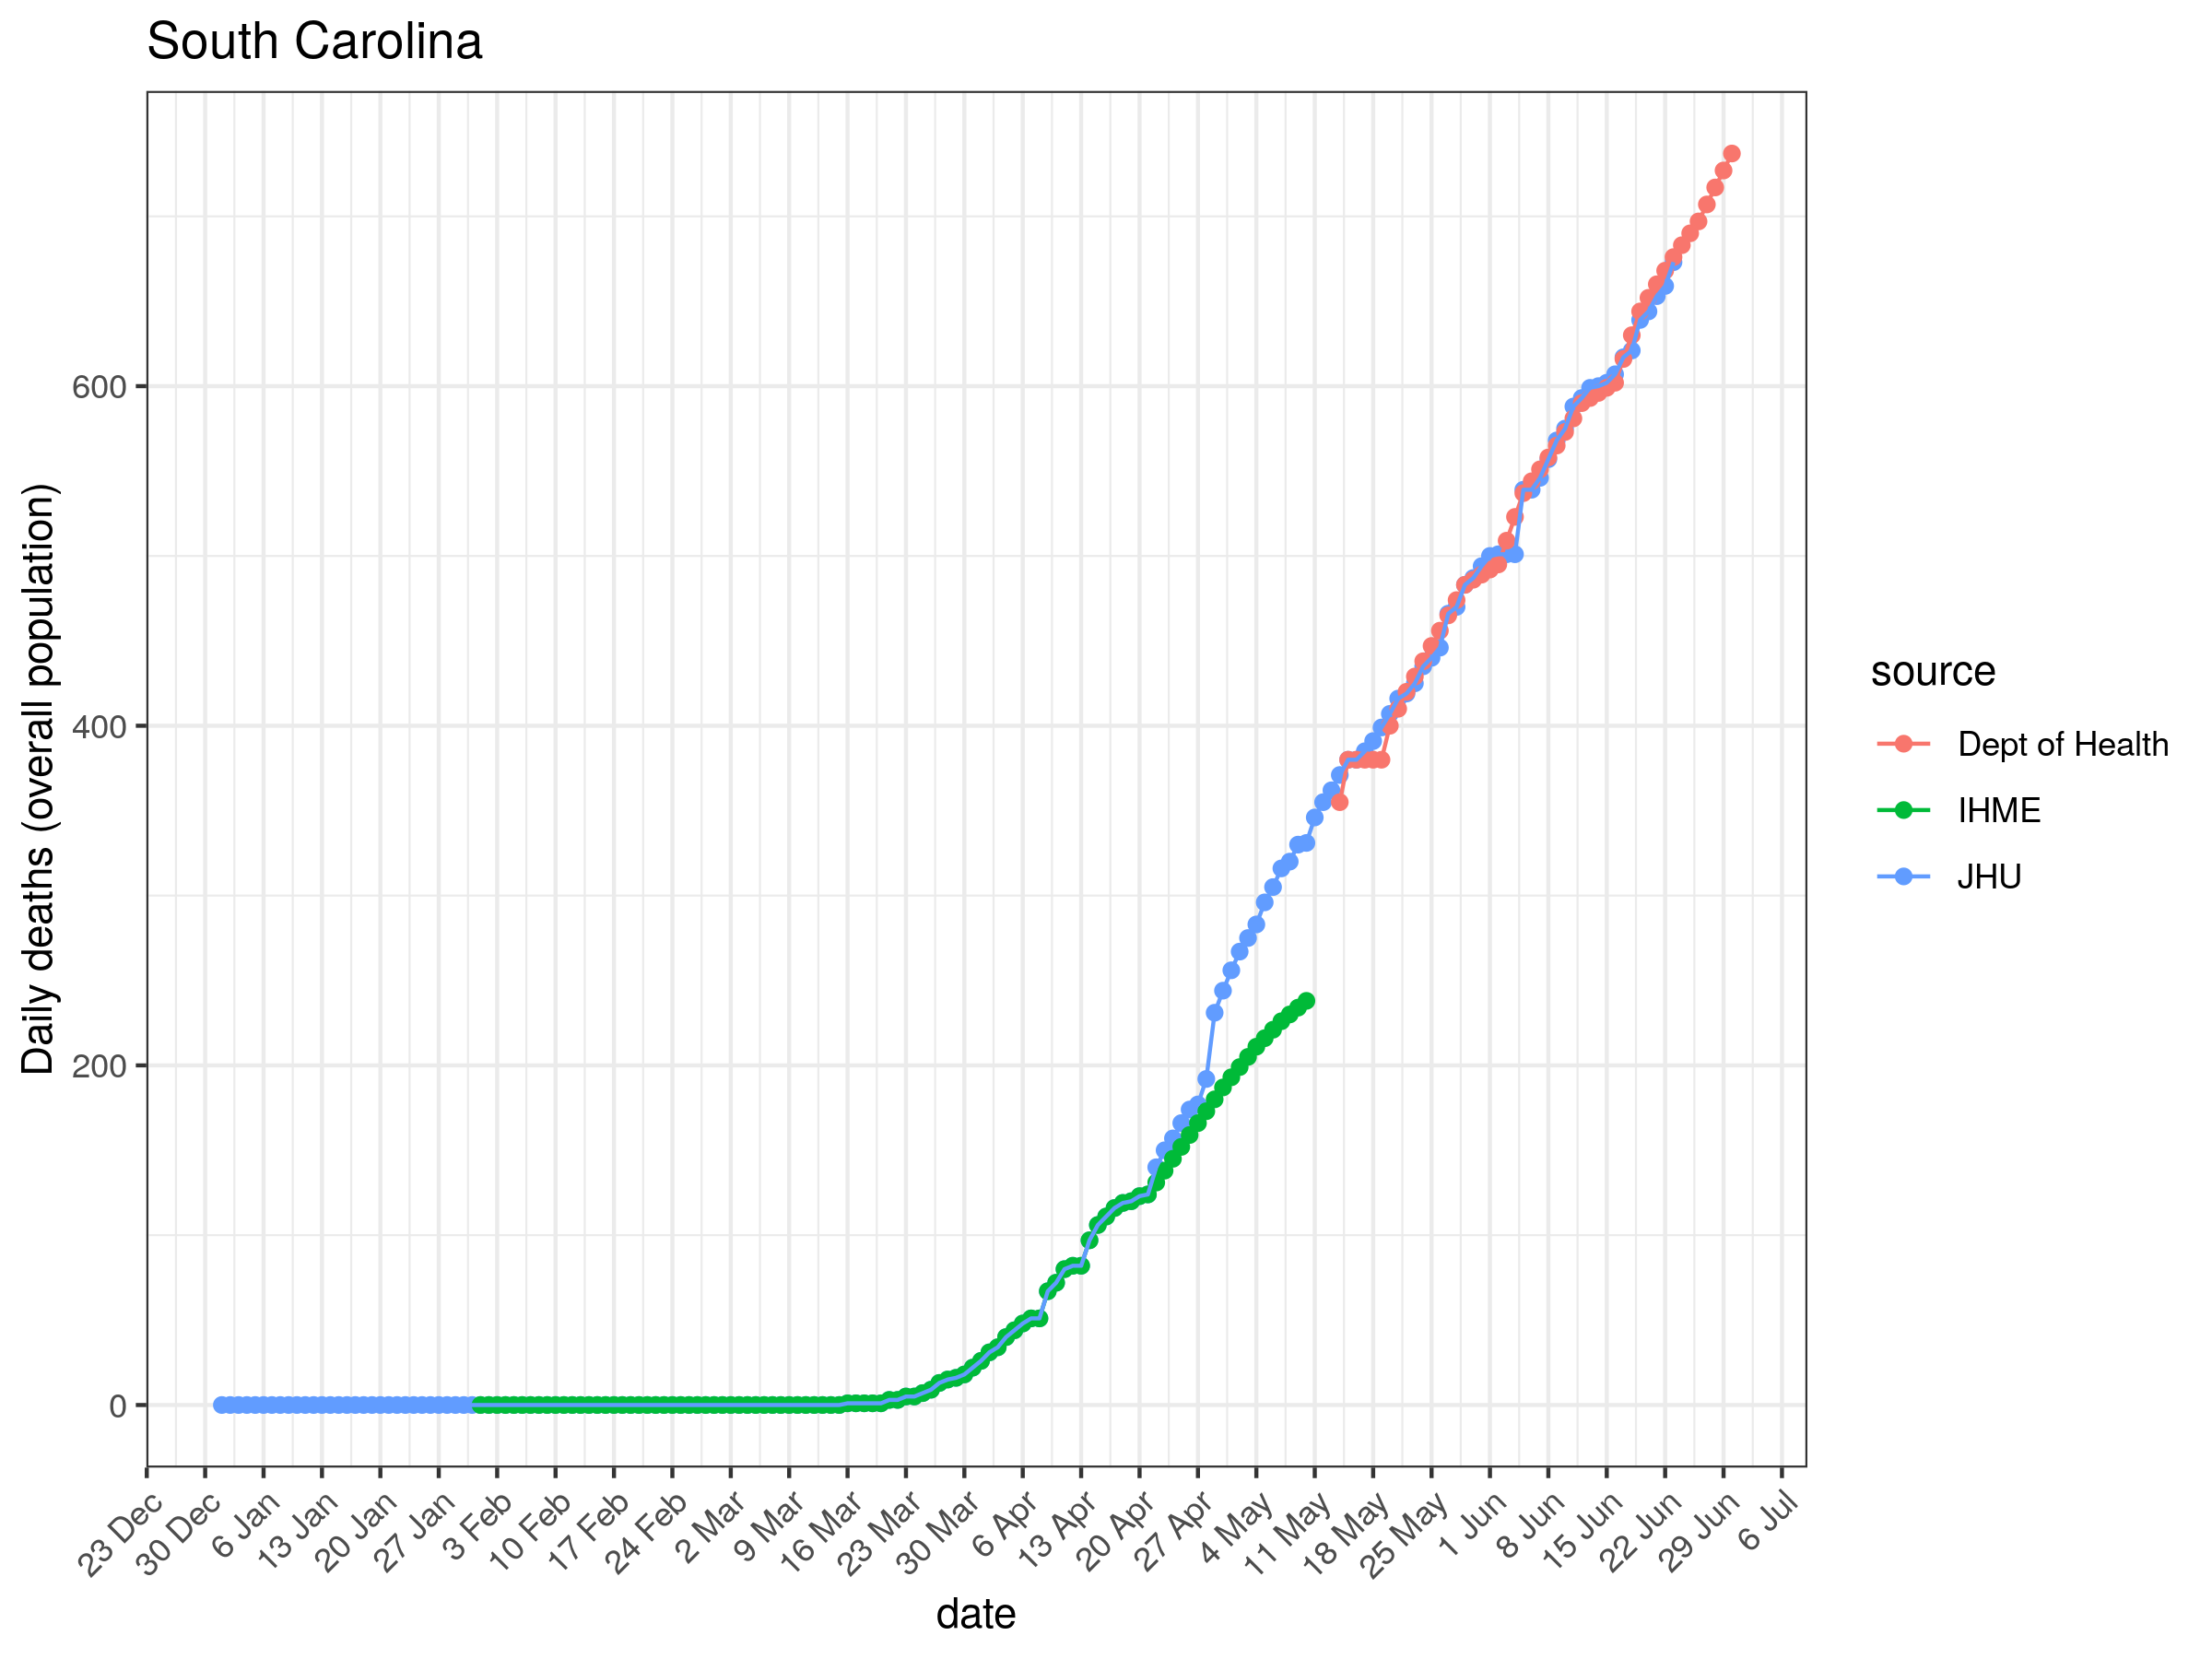 South Carolina
Daily deaths (overall population)
600
400
200
0
23 Dec
30 Dec
6 Jan
13 Jan
20 Jan
27 Jan
3 Feb
10 Feb
17 Feb
24 Feb
2 Mar
9 Mar
16 Mar
23 Mar
30 Mar
6 Apr
13 Apr
20 Apr
27 Apr
4 May
11 May
18 May
25 May
1 Jun
8 Jun
15 Jun
22 Jun
29 Jun
6 Jul
date
source
Dept of Health
IHME
JHU